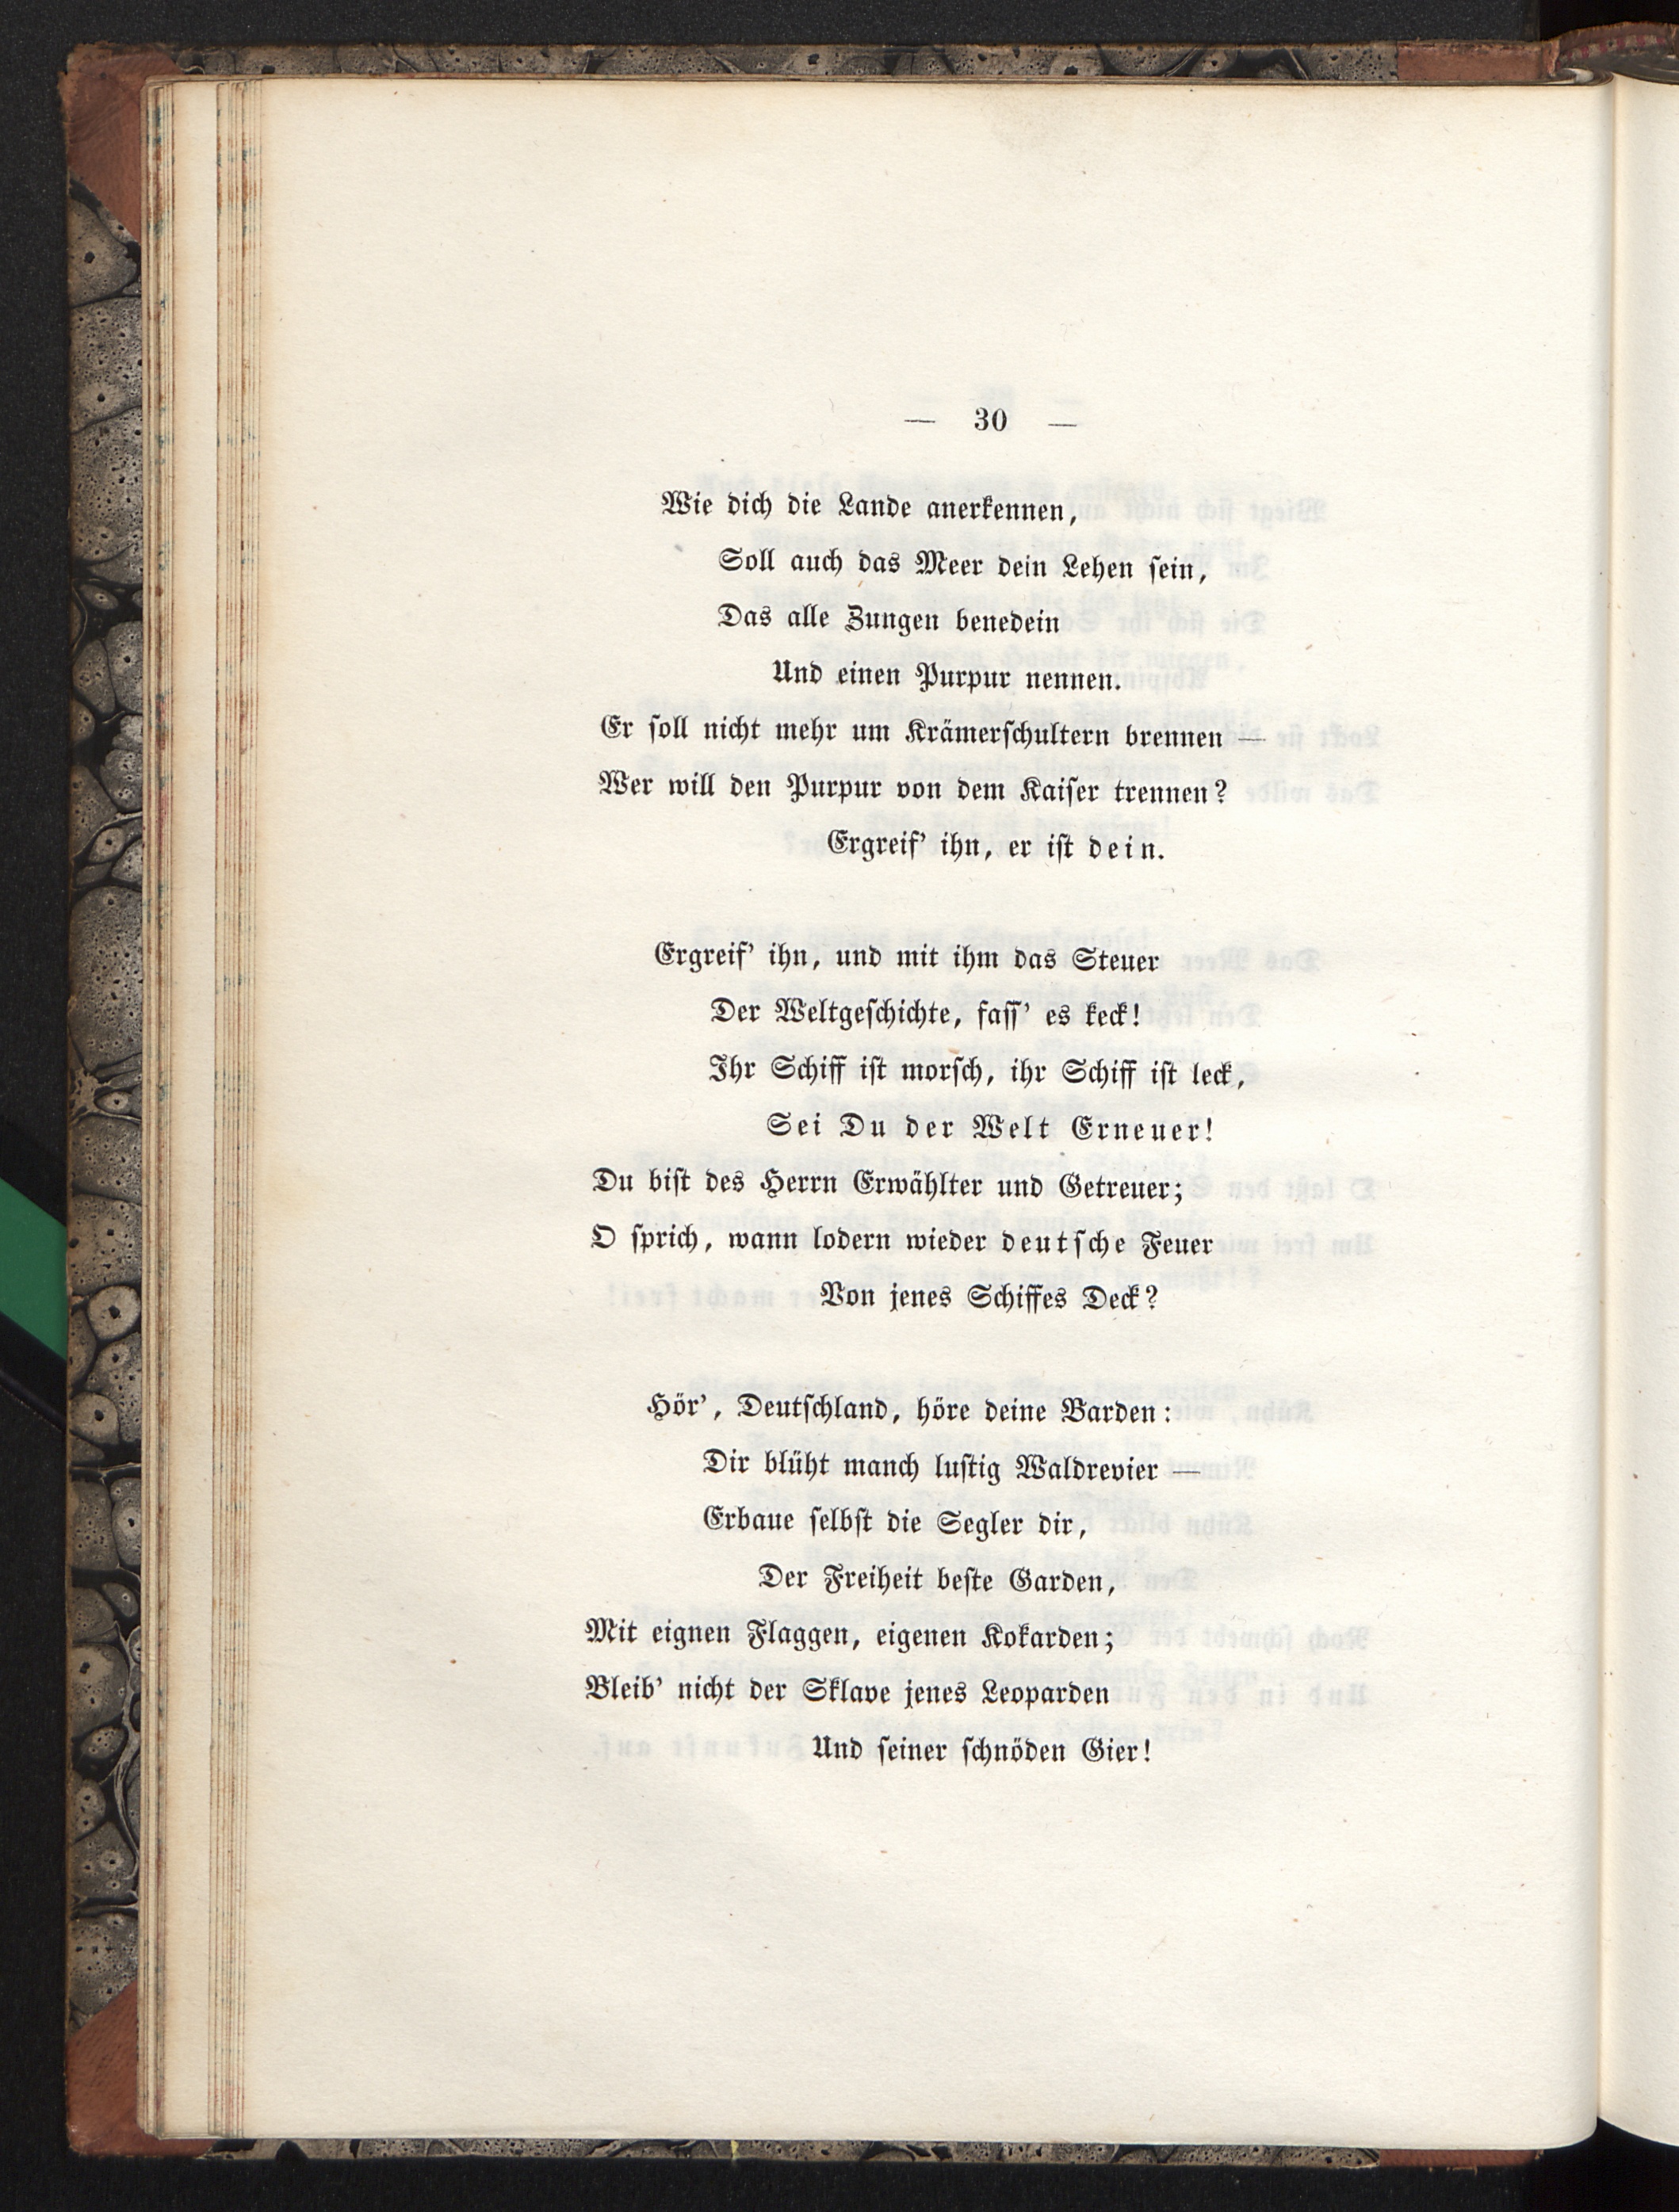 — 30 —
Wie dich die Lande anerkennen,
Soll auch das Meer dein Lehen sein,
Das alle Zungen benedein
Und einen Purpur nennen.
Er soll nicht mehr um Krämerschultern brennen —
Wer will den Purpur von dem Kaiser trennen?
Ergreif’ ihn, er ist dein.
Ergreif’ ihn, und mit ihm das Steuer
Der Weltgeschichte, fass’ es keck!
Ihr Schiff ist morsch, ihr Schiff ist leck,
Sei Du der Welt Erneuer!
Du bist des Herrn Erwählter und Getreuer;
O sprich, wann lodern wieder deutsche Feuer
Von jenes Schiffes Deck?
Hör’, Deutschland, höre deine Barden:
Dir blüht manch lustig Waldrevier —
Erbaue selbst die Segler dir,
Der Freiheit beste Garden,
Mit eignen Flaggen, eigenen Kokarden;
Bleib’ nicht der Sklave jenes Leoparden
Und seiner schnöden Gier!